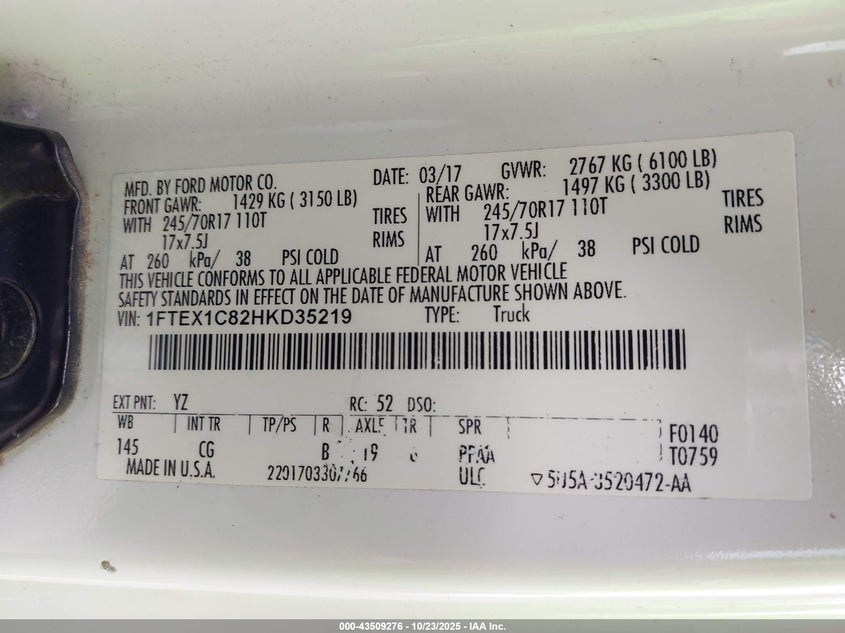 MFD. BY FORD MOTOR CO. DATE: 03/17 GVWR: 2767 KG ( 6100 LB)
FRONT GAWR: 1429 KG ( 3150 LB) REAR GAWR: 1497 KG ( 3300 LB)
WITH 245/70R17 110T TIRES WITH 245/70R17 110T TIRES
17x7.5J RIMS 17x7.5J RIMS
AT 260 kPa/ 38 PSI COLD AT 260 kPa/ 38 PSI COLD
THIS VEHICLE CONFORMS TO ALL APPLICABLE FEDERAL MOTOR VEHICLE
SAFETY STANDARDS IN EFFECT ON THE DATE OF MANUFACTURE SHOWN ABOVE.
VIN: 1FTEX1C82HKD35219 TYPE: Truck
EXT PNT: YZ RC: 52 DSO:
WB INT TR TP/PS R AXLE TR SPR F0140
145 CG B 19 6 T0759
MADE IN U.S.A. ULC
000-43509276 - 10/23/2025 - IAA Inc.